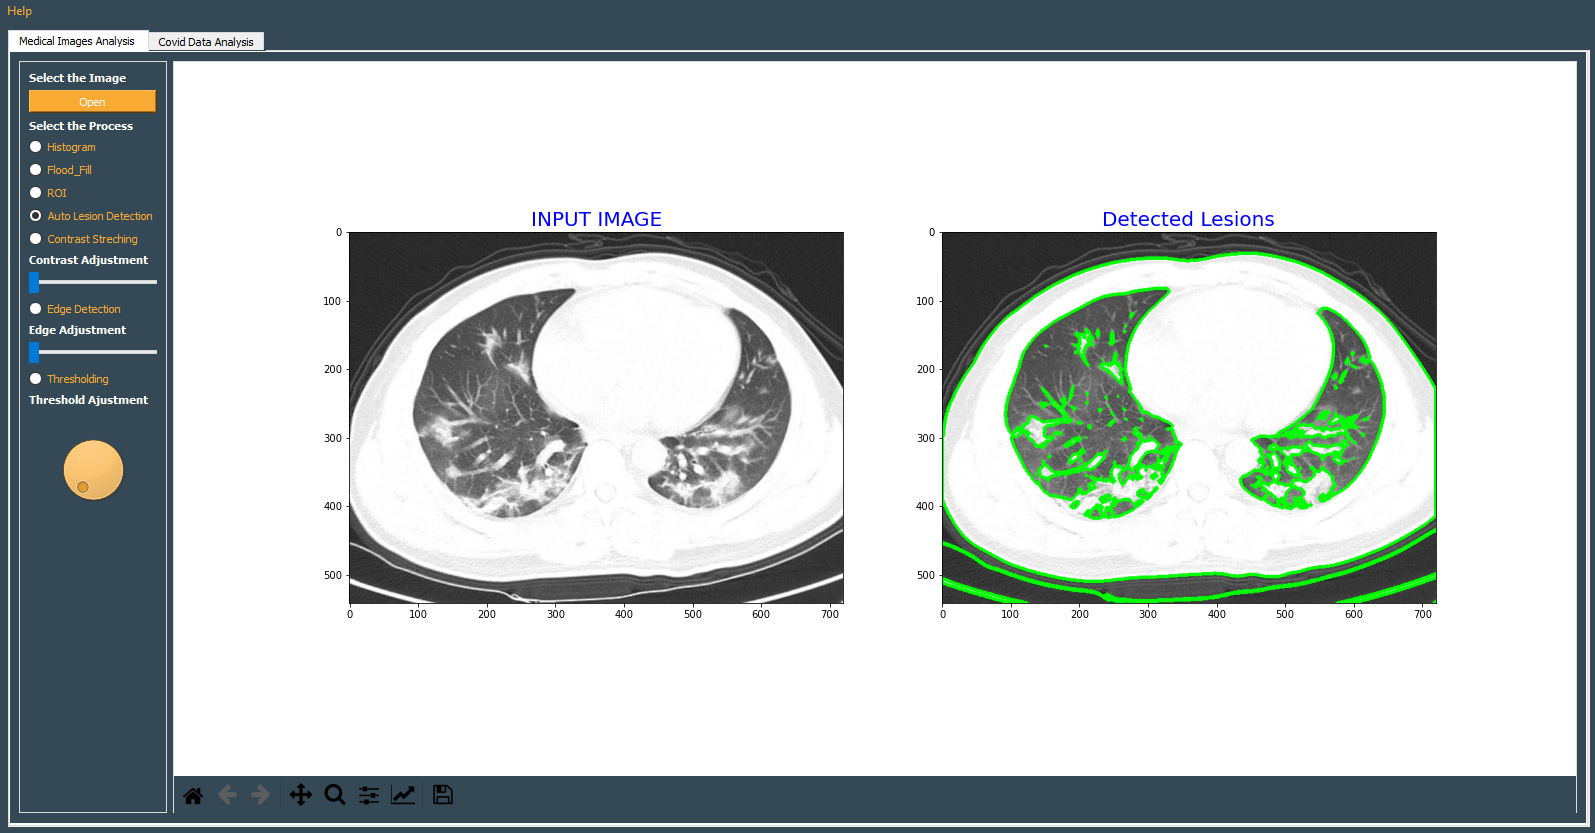 Help
Medical Images Analysis
Covid Data Analysis
Select the Image
Open
Select the Process
Histogram
Flood_Fill
ROI
Auto Lesion Detection
Contrast Streching
Contrast Adjustment
Edge Detection
Edge Adjustment
Thresholding
Threshold Ajustment
INPUT IMAGE
0
100
200
300
400
500
0 100 200 300 400 500 600 700
Detected Lesions
0
100
200
300
400
500
0 100 200 300 400 500 600 700